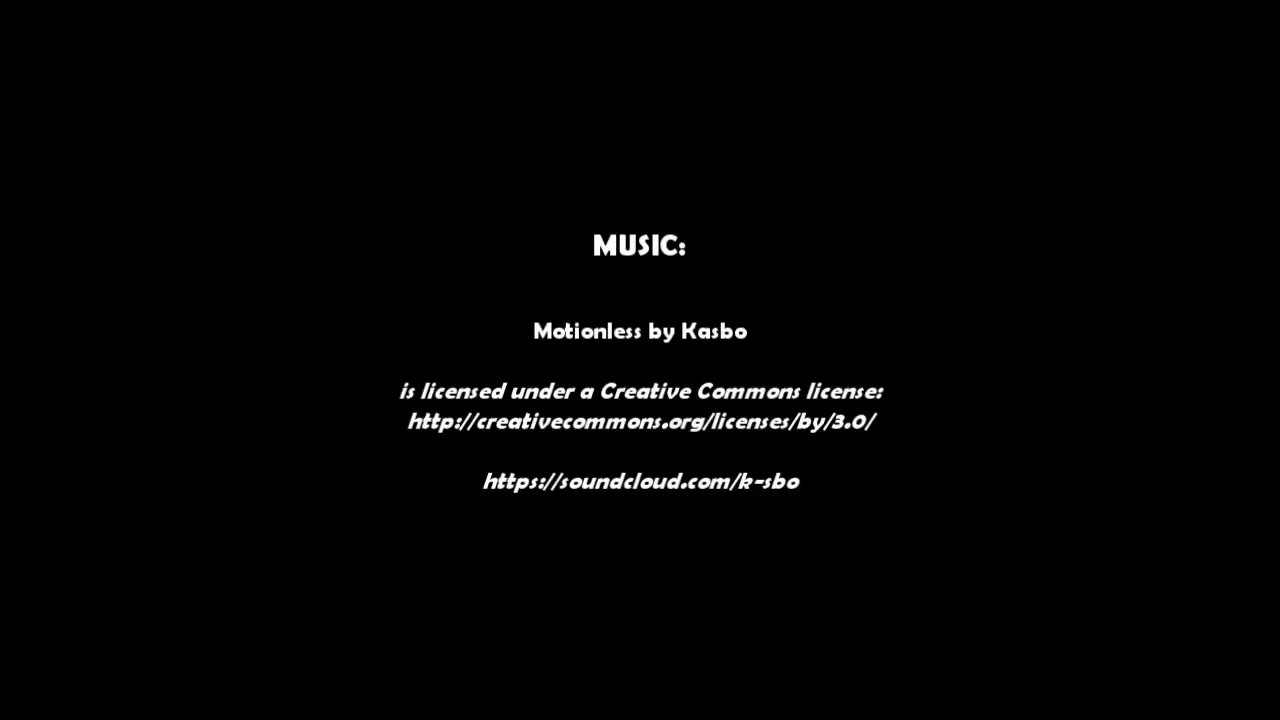 MUSIC:
Motionless by Kasbo
is licensed under a Creative Commons license:
http://creativecommons.org/licenses/by/3.0/
https://soundcloud.com/k-sbo